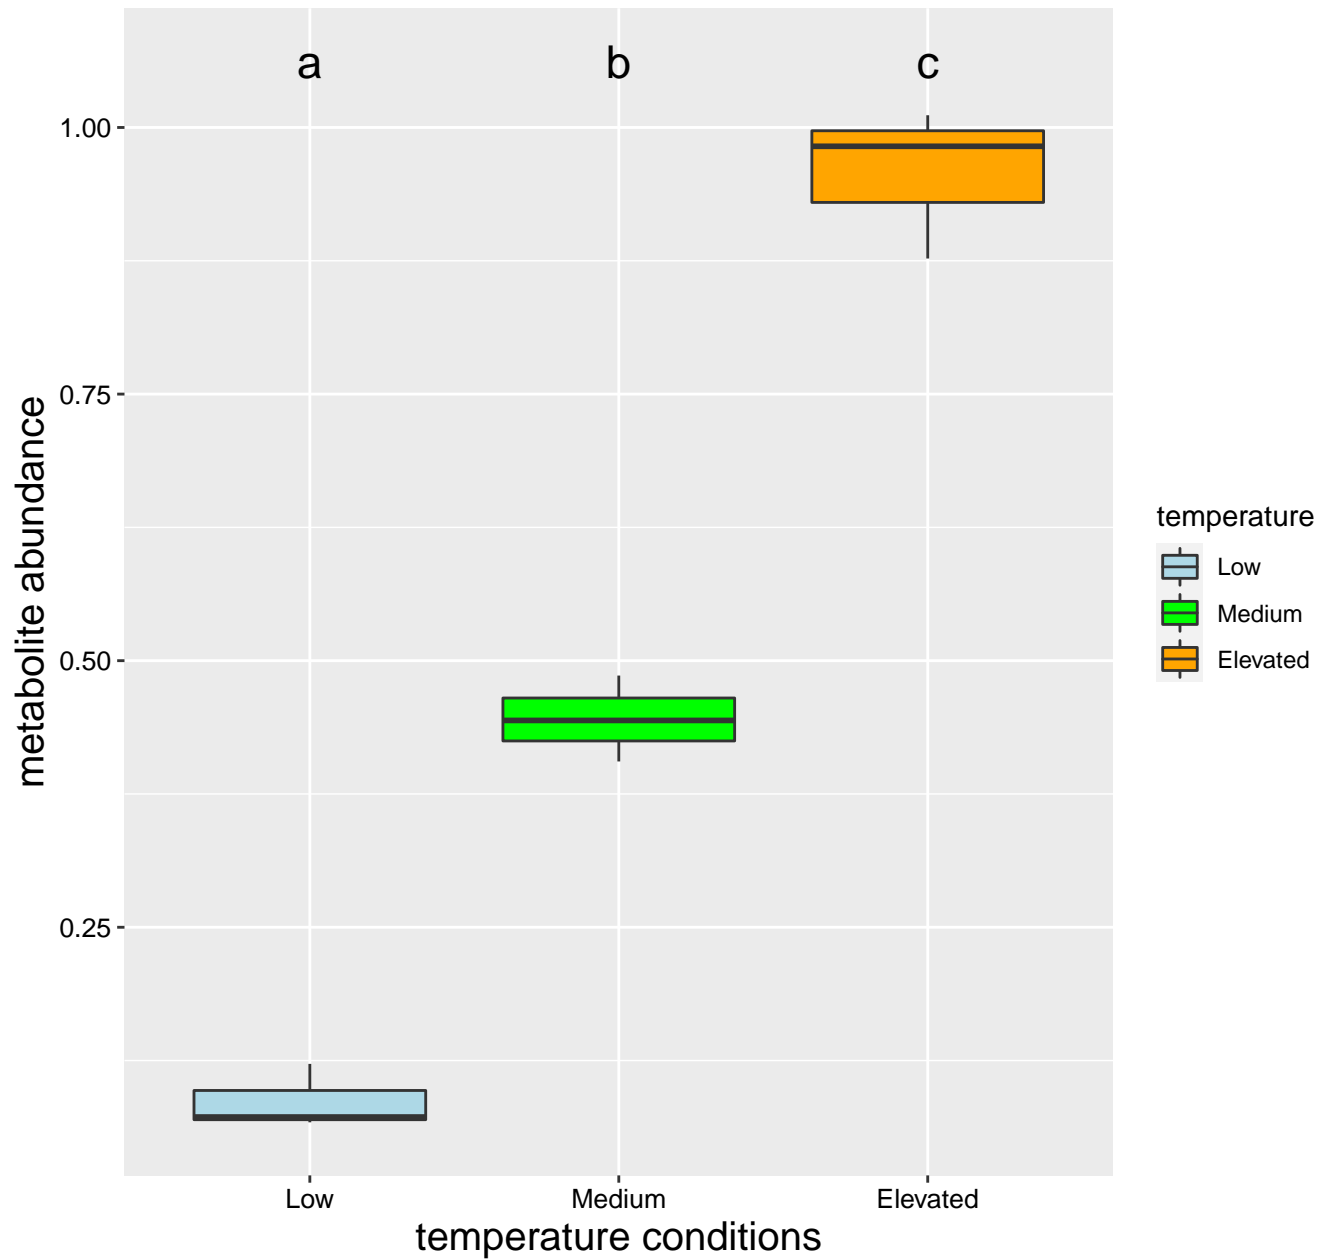 a b c
1.00
0.75
0.50
0.25
metabolite abundance
Low Medium Elevated
temperature conditions
temperature
Low
Medium
Elevated